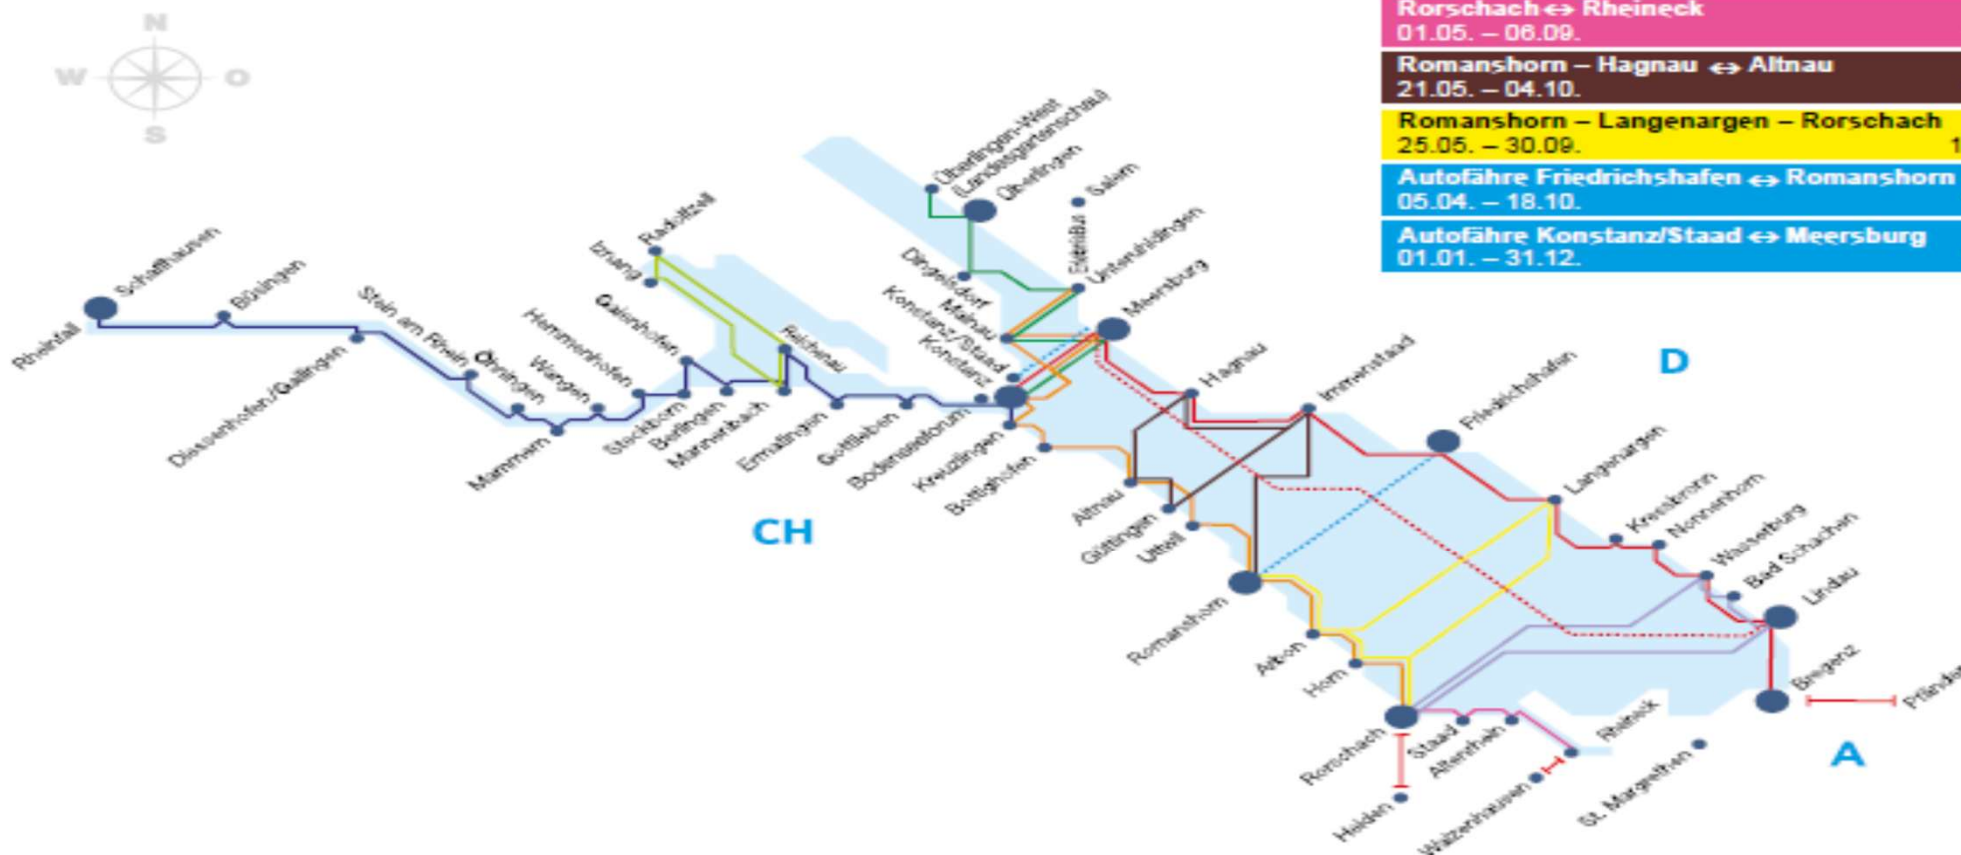 N
W
O
S
Rorschach ↔ Rheineck
01.05. – 06.09.
Romanshorn – Hagnau ↔ Altnau
21.05. – 04.10.
Romanshorn – Langenargen – Rorschach
25.05. – 30.09.
1
Autofähre Friedrichshafen ↔ Romanshorn
05.04. – 18.10.
Autofähre Konstanz/Staad ↔ Meersburg
01.01. – 31.12.
Schaffhausen
Rheinfall
Büsingen
Diessenhofen/Gailingen
Stein am Rhein
Öhningen
Mammern
Wangen
Hemmenhofen
Steckborn
Gaienhofen
Berlingen
Mannenbach
Iznang
Radolfzell
Reichenau
Ermatingen
Gottlieben
Bodenseeforum
Konstanz
Kreuzlingen
Bottighofen
Überlingen-West
(Landesgartenschau)
Überlingen
Salem
Erlebnisbus
Unteruhldingen
Dingelsdorf
Mainau
Konstanz/Staad
Meersburg
Hagnau
Immenstaad
Friedrichshafen
Langenargen
Kressbronn
Nonnenhorn
Wasserburg
Bad Schachen
Lindau
Bregenz
Pfänder
Altnau
Güttingen
Uttwil
Romanshorn
Arbon
Horn
Rorschach
Staad
Altenrhein
Rheineck
Heiden
Walzenhausen
St. Margrethen
CH
D
A